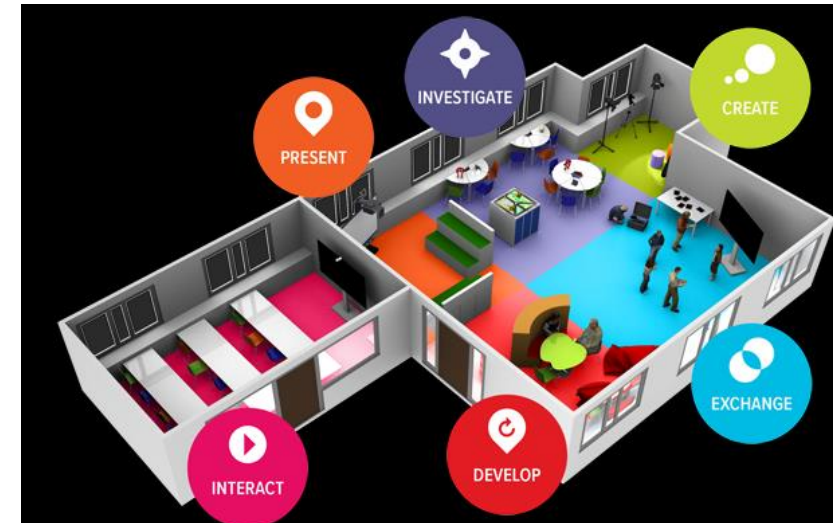 INVESTIGATE
CREATE
PRESENT
EXCHANGE
DEVELOP
INTERACT